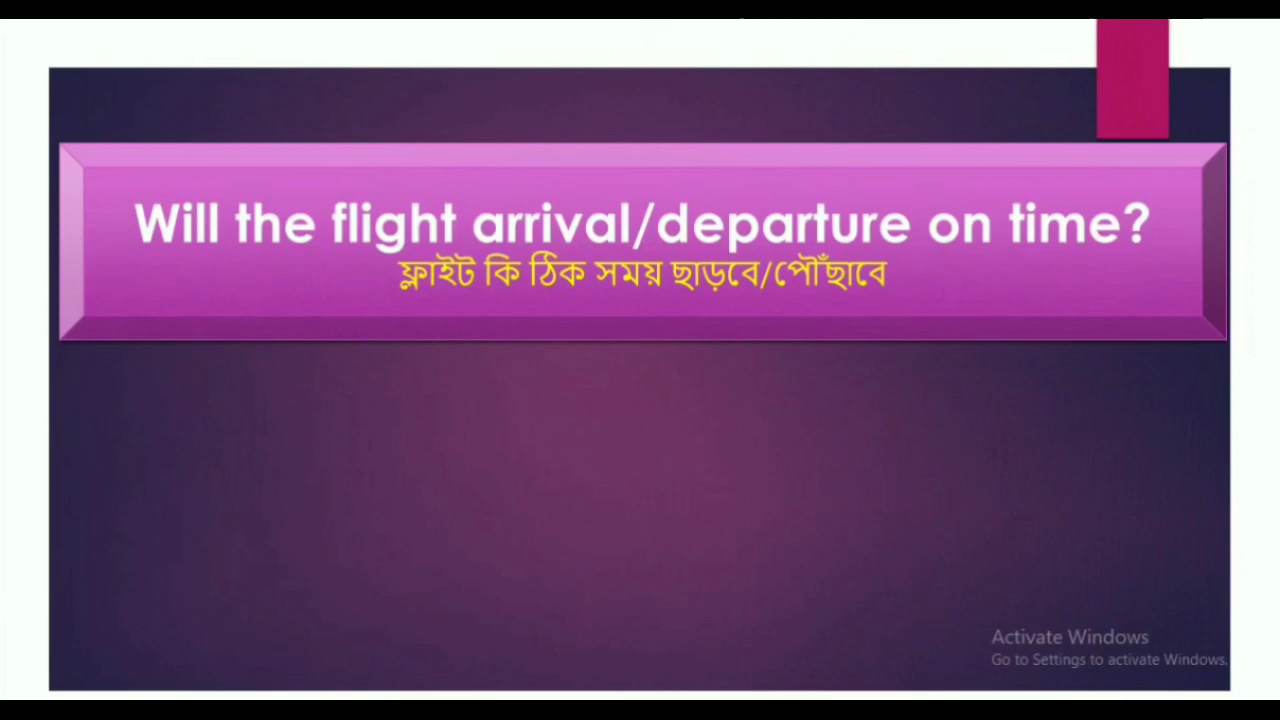 Will the flight arrival/departure on time?
ফ্লাইট কি ঠিক সময় ছাড়বে/পৌঁছাবে
Activate Windows
Go to Settings to activate Windows.